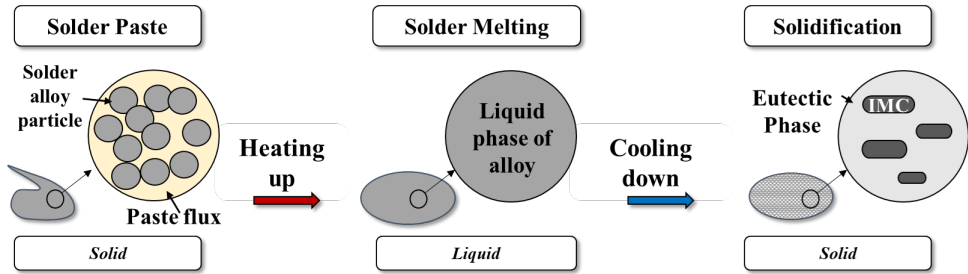 Solder Paste
Solder
alloy
particle
Paste flux
Solid
Heating
up
Solder Melting
Liquid
phase of
alloy
Liquid
Cooling
down
Solidification
Eutectic
Phase
IMC
Solid